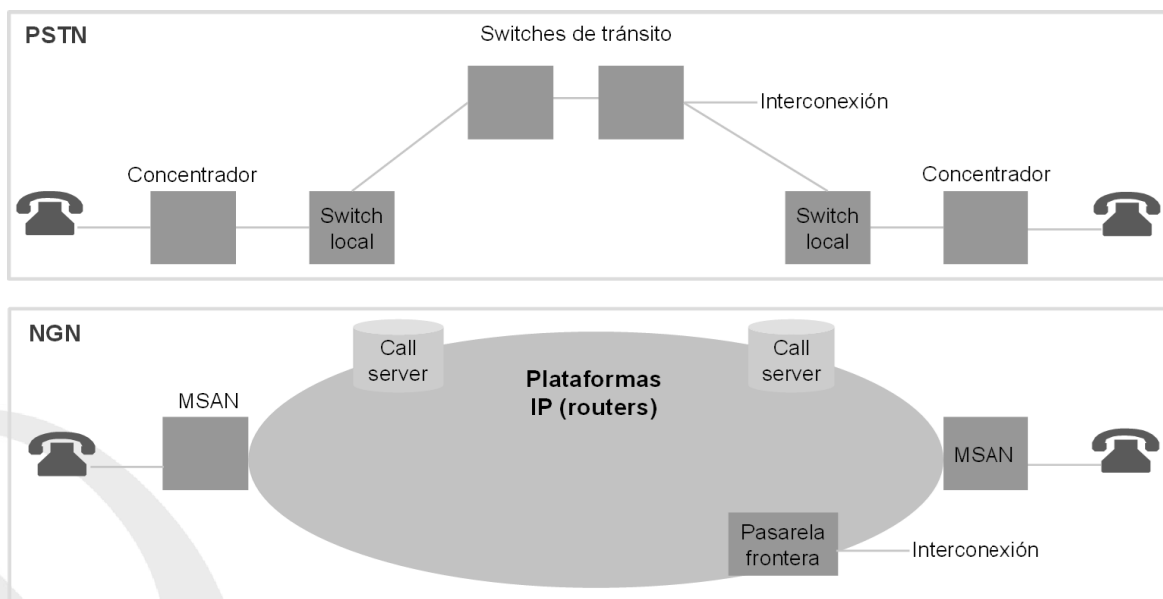 PSTN
Switches de tránsito
Interconexión
Concentrador
Concentrador
Switch
local
Switch
local
NGN
Call
server
Call
server
Plataformas
IP (routers)
MSAN
MSAN
Pasarela
frontera
Interconexión